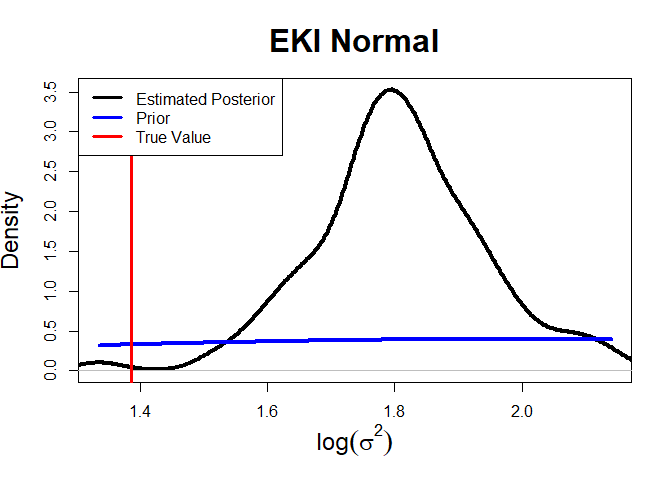 EKI Normal
Estimated Posterior
Prior
True Value
Density
0.0 0.5 1.0 1.5 2.0 2.5 3.0 3.5
1.4 1.6 1.8 2.0
log(σ²)